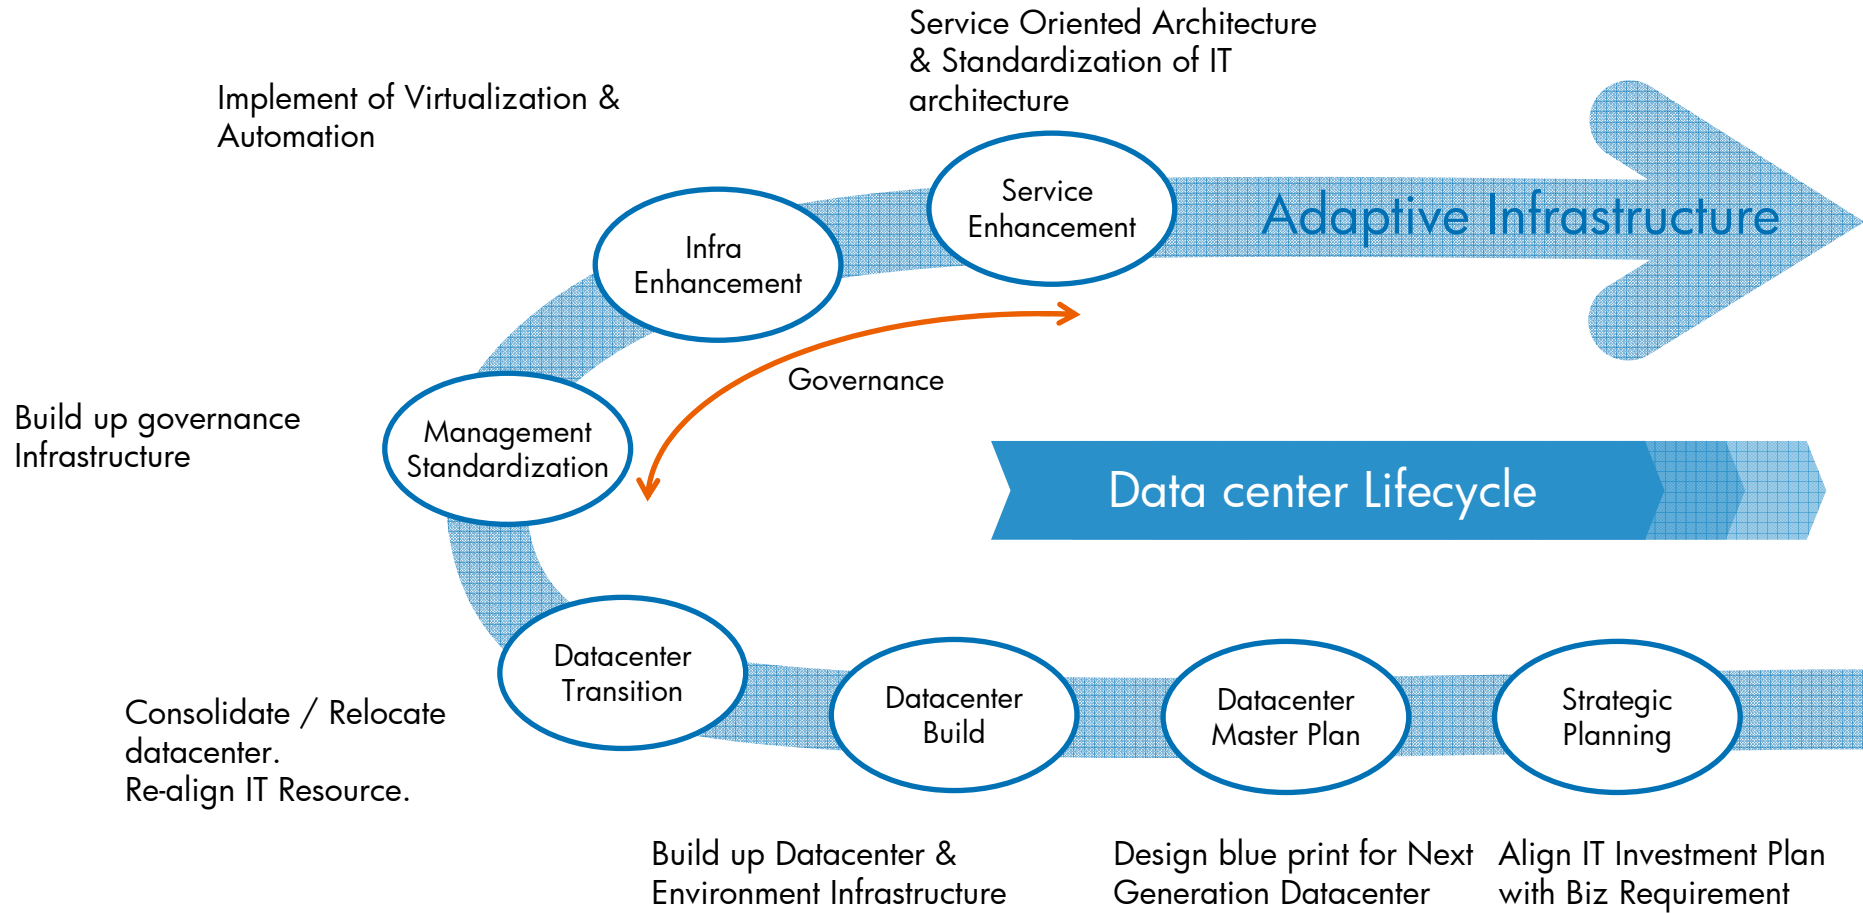 Service Oriented Architecture
& Standardization of IT
architecture
Implement of Virtualization &
Automation
Service
Enhancement
Adaptive Infrastructure
Infra
Enhancement
Governance
Build up governance
Infrastructure
Management
Standardization
Data center Lifecycle
Datacenter
Transition
Datacenter
Build
Datacenter
Master Plan
Strategic
Planning
Consolidate / Relocate
datacenter.
Re-align IT Resource.
Build up Datacenter &
Environment Infrastructure
Design blue print for Next
Generation Datacenter
Align IT Investment Plan
with Biz Requirement